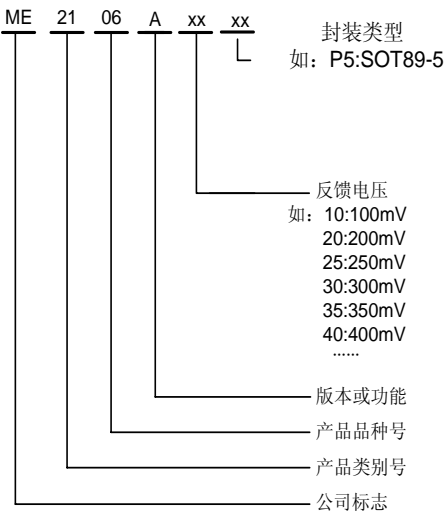 ME 21 06 A xx xx
封装类型
如：P5:SOT89-5
反馈电压
如：10:100mV
20:200mV
25:250mV
30:300mV
35:350mV
40:400mV
······
版本或功能
产品品种号
产品类别号
公司标志